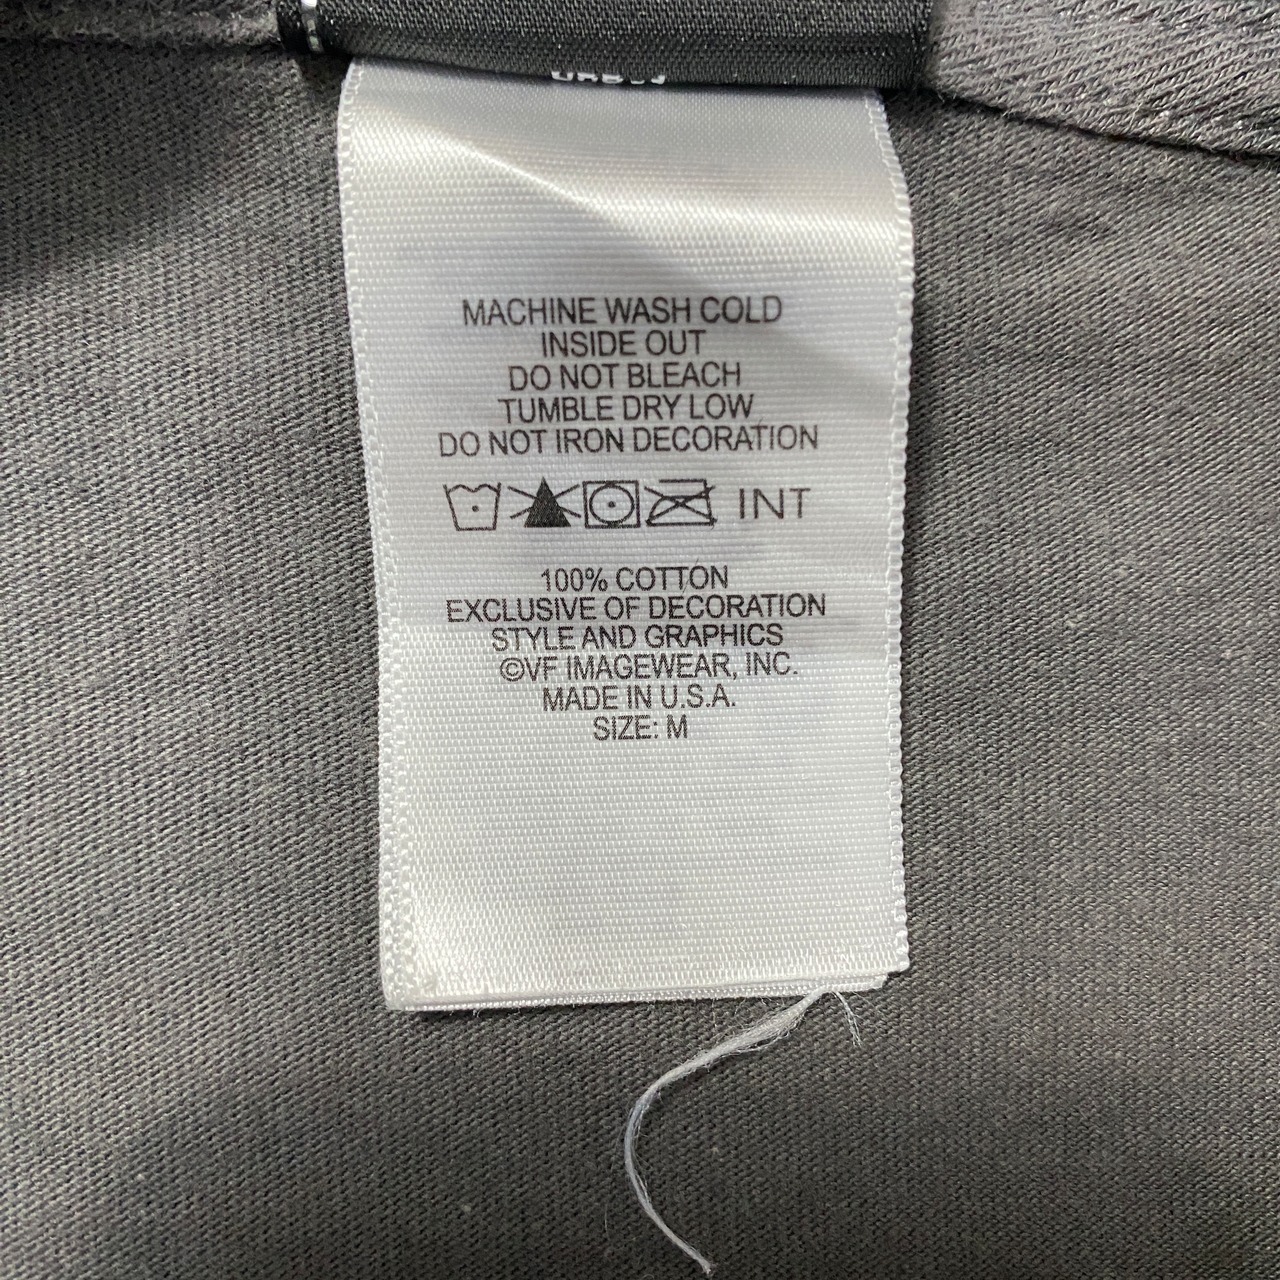 MACHINE WASH COLD
INSIDE OUT
DO NOT BLEACH
TUMBLE DRY LOW
DO NOT IRON DECORATION
INT
100% COTTON
EXCLUSIVE OF DECORATION
STYLE AND GRAPHICS
©VF IMAGEWEAR, INC.
MADE IN U.S.A.
SIZE: M